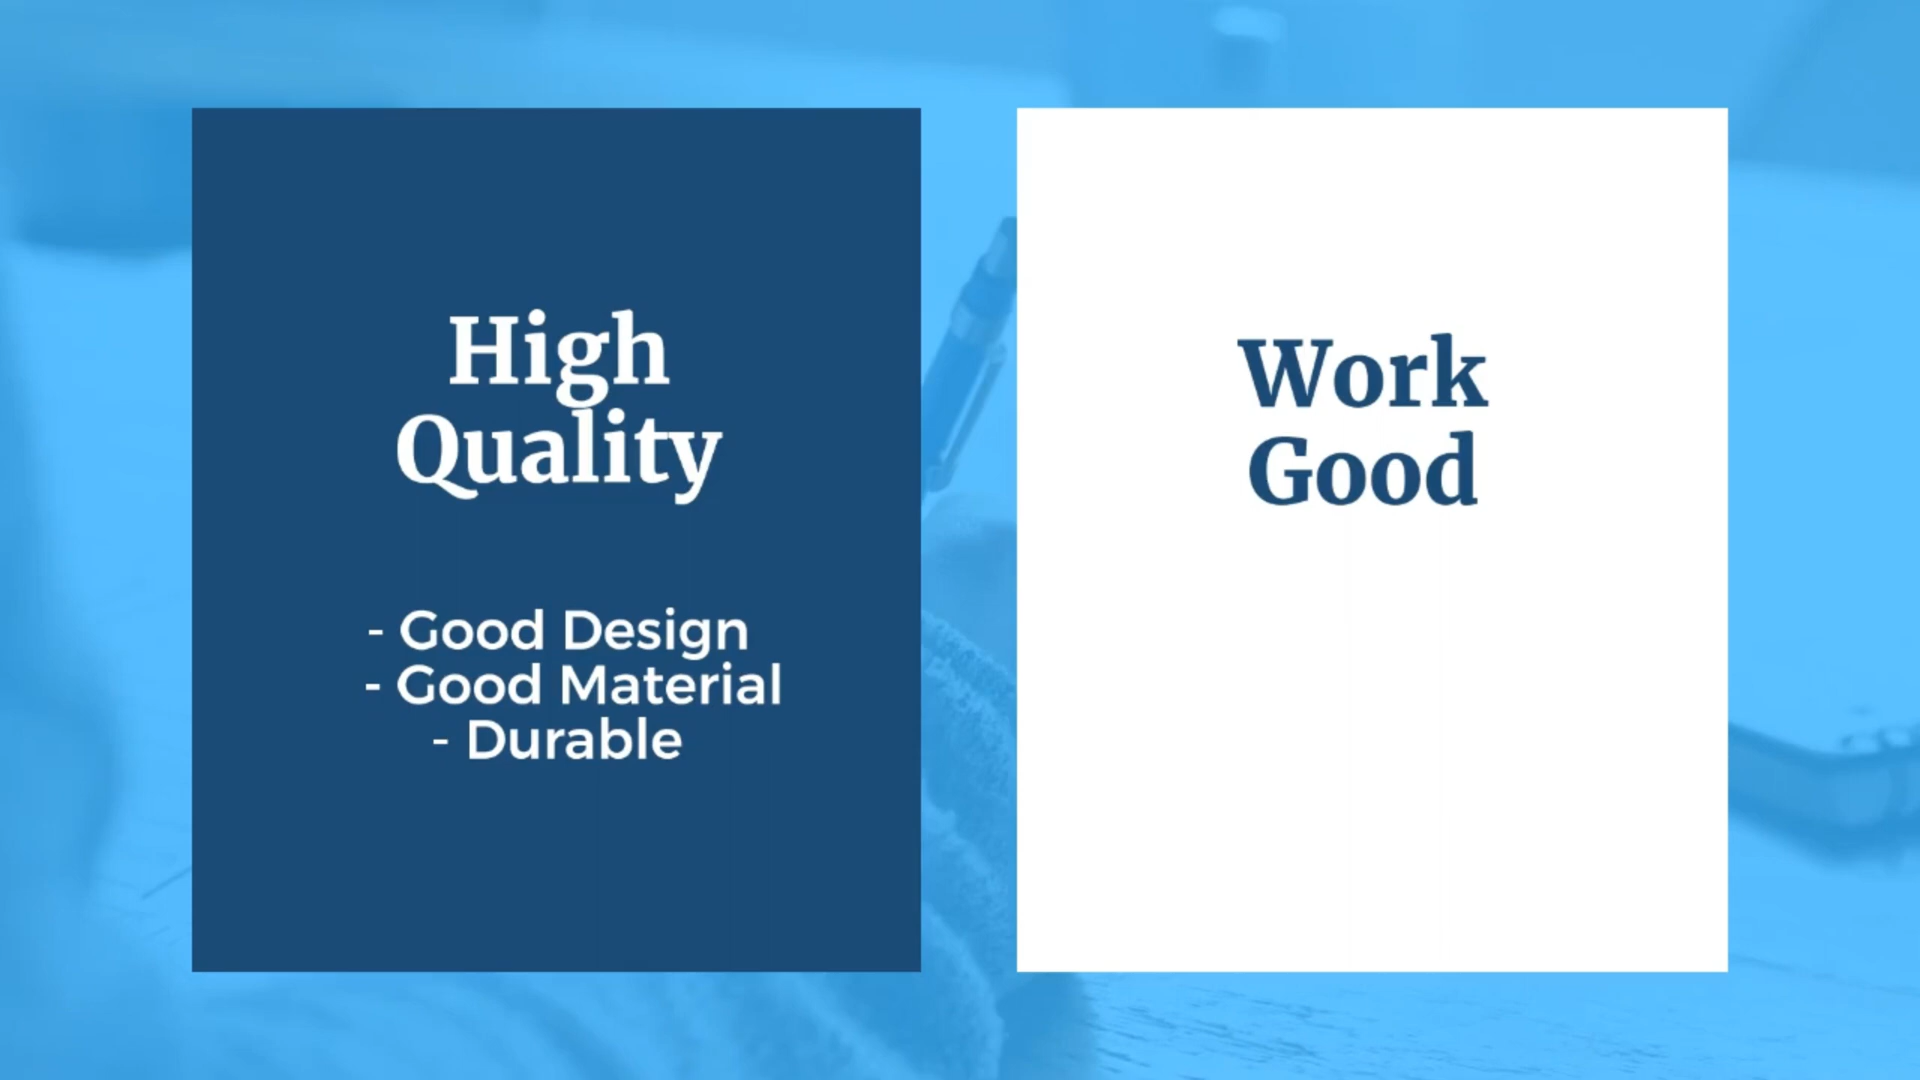 High
Quality
- Good Design
- Good Material
- Durable
Work
Good